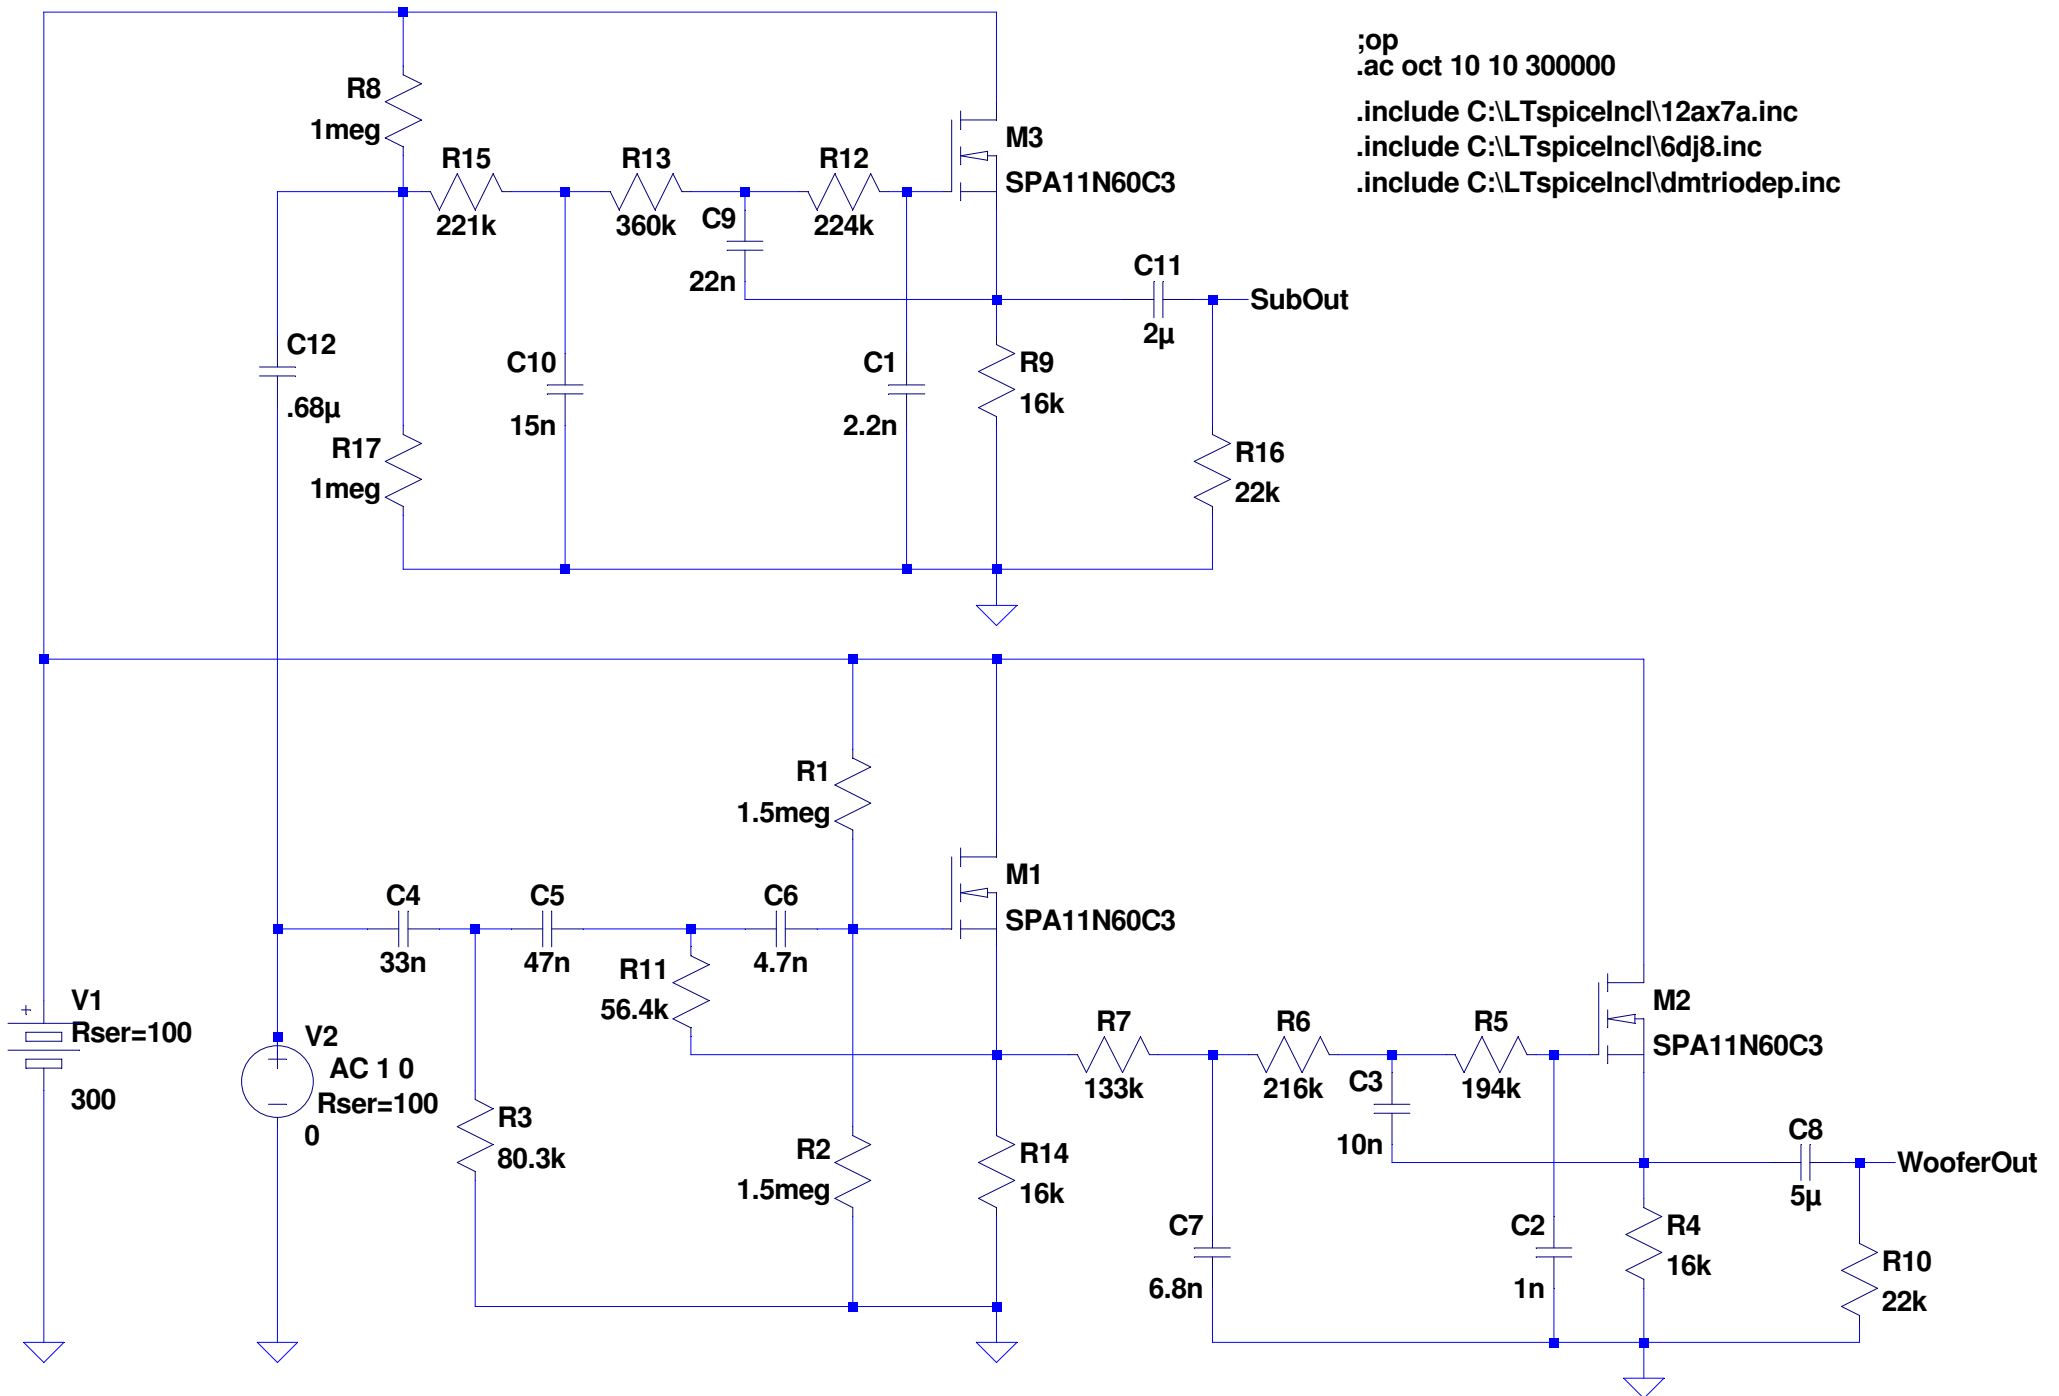 ;op
.ac oct 10 10 300000
.include C:\LTspiceIncl\12ax7a.inc
.include C:\LTspiceIncl\6dj8.inc
.include C:\LTspiceIncl\dmtriodep.inc
R8
1meg
R15
221k
R13
360k
C9
22n
R12
224k
M3
SPA11N60C3
C11
2µ
SubOut
C12
.68µ
R17
1meg
C10
15n
C1
2.2n
R9
16k
R16
22k
R1
1.5meg
M1
SPA11N60C3
C4
33n
C5
47n
C6
4.7n
R11
56.4k
V1
Rser=100
300
+
V2
AC 1 0
Rser=100
0
R3
80.3k
R2
1.5meg
R14
16k
R7
133k
R6
216k
R5
194k
C3
10n
M2
SPA11N60C3
C8
5µ
WooferOut
C7
6.8n
C2
1n
R4
16k
R10
22k